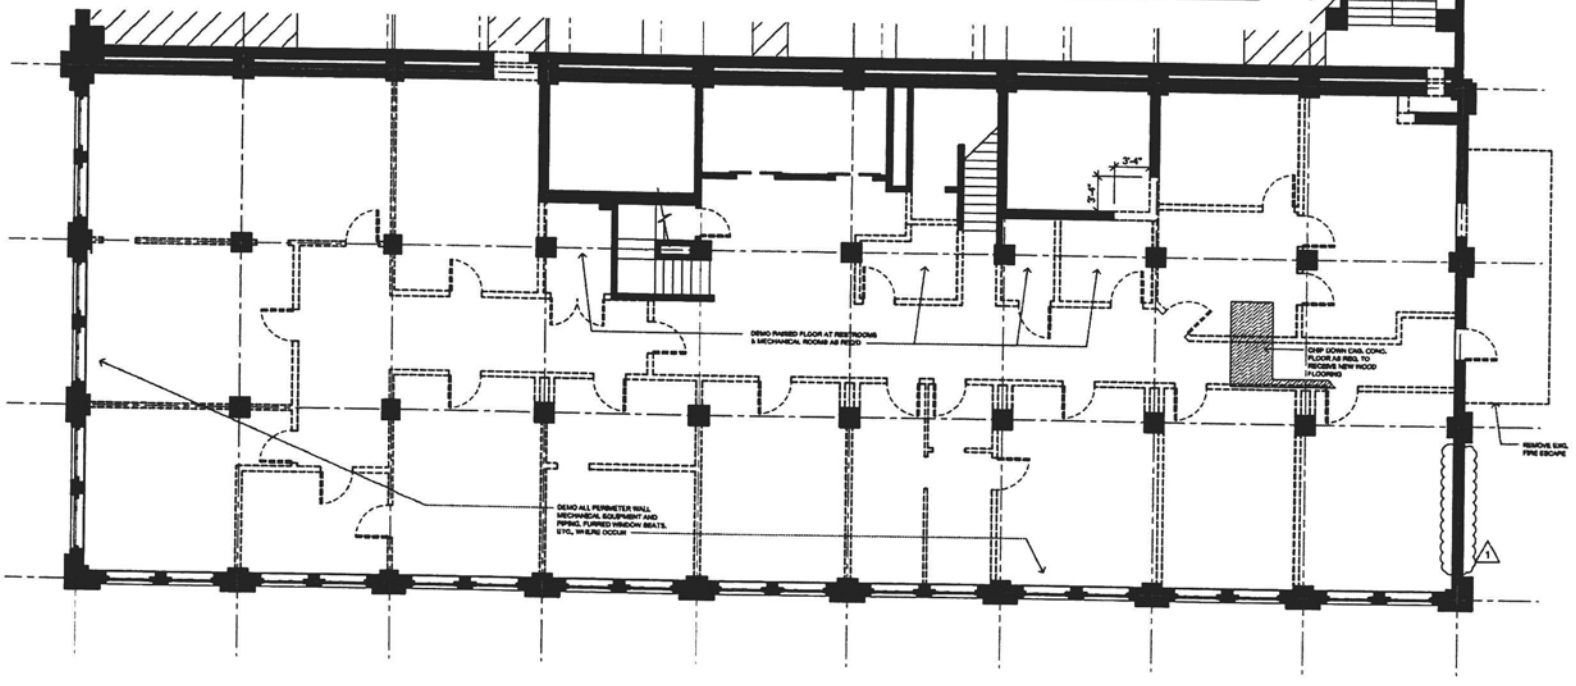 3'-4"
3'-4"
DEMO RAISED FLOOR AT RESTROOMS
& MECHANICAL ROOMS AS REQ'D
CHIP DOWN EXG. CONC.
FLOOR AS REQ. TO
RECEIVE NEW WOOD
FLOORING
REMOVE EXG.
FIRE ESCAPE
DEMO ALL PERIMETER WALL
MECHANICAL EQUIPMENT AND
PIPING, FURRED WINDOW SEATS,
ETC., WHERE OCCUR
1